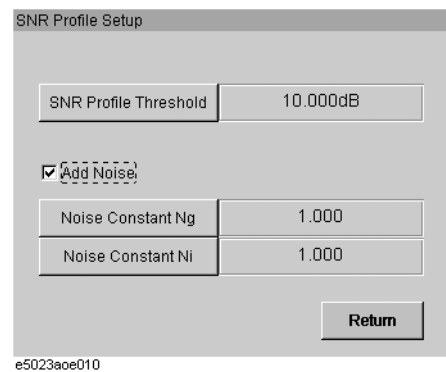 SNR Profile Setup
SNR Profile Threshold 10.000dB
Add Noise
Noise Constant Ng 1.000
Noise Constant Ni 1.000
Return
e5023aoe010